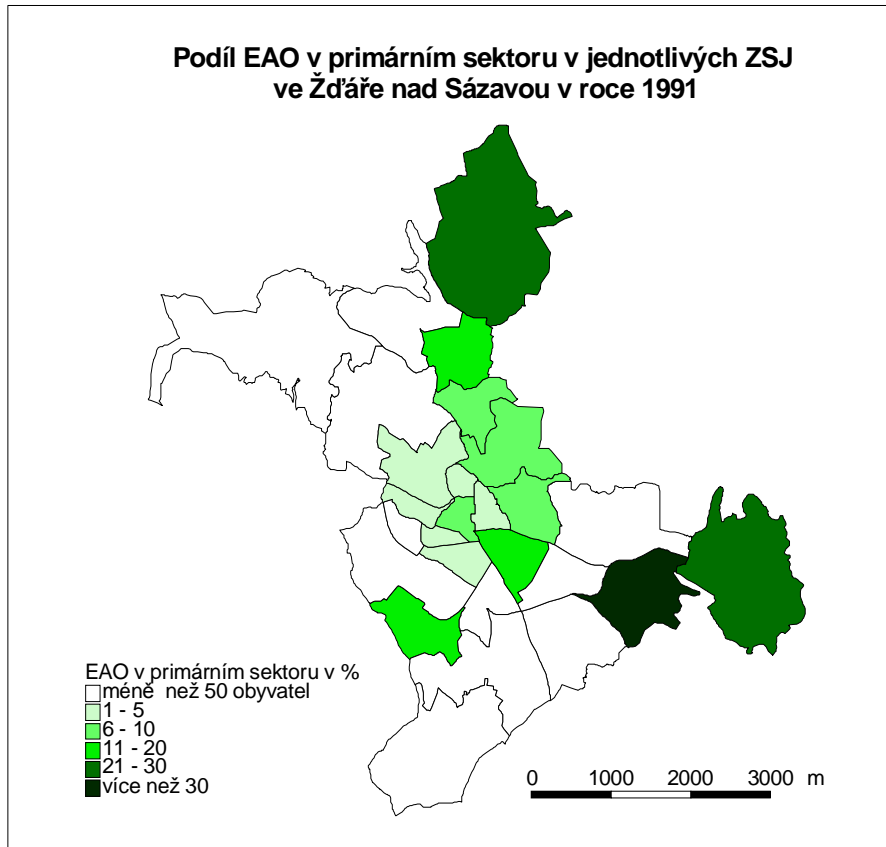 Podíl EAO v primárním sektoru v jednotlivých ZSJ
ve Žďáře nad Sázavou v roce 1991
EAO v primárním sektoru v %
méně než 50 obyvatel
1 - 5
6 - 10
11 - 20
21 - 30
více než 30
0 1000 2000 3000 m